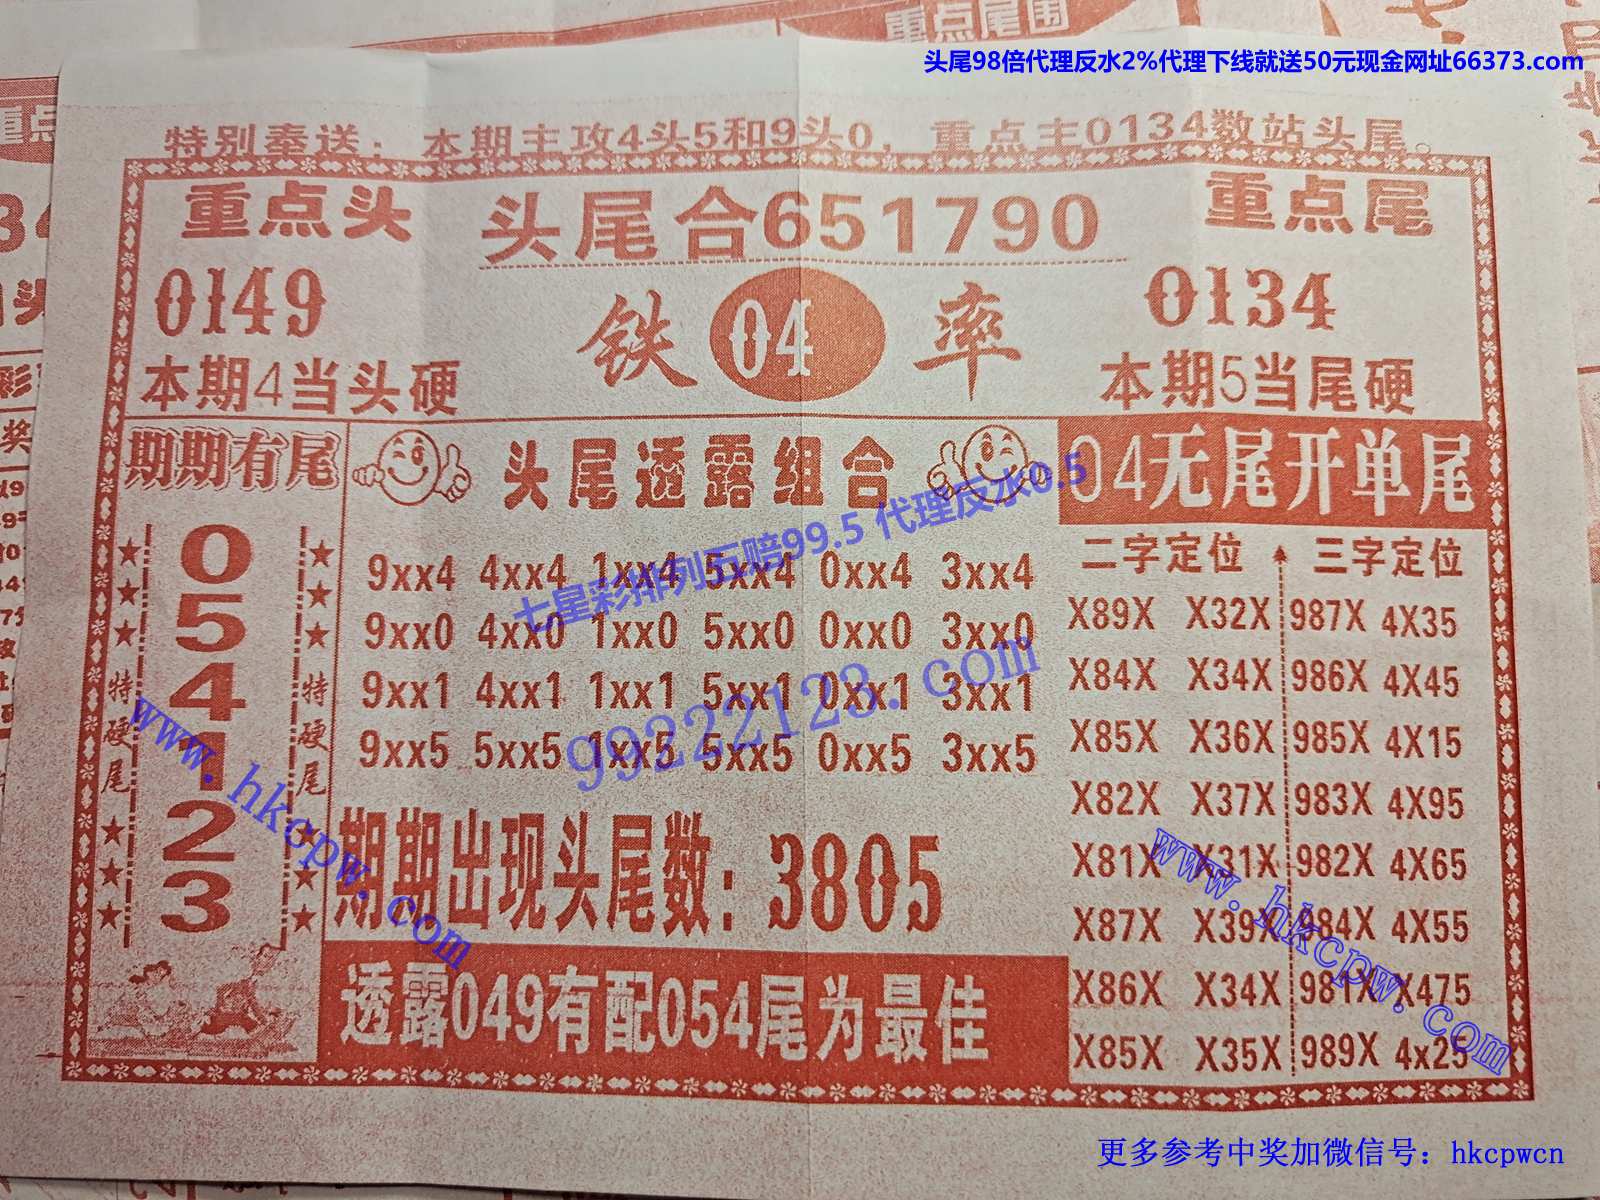 重点尾围
头尾98倍代理反水2%代理下线就送50元现金网址66373.com
特别奉送：本期主攻4头5和9头0，重点主0134数站头尾。
重点头 头尾合651790 重点尾
0149 铁 04 率 0134
本期4当头硬 本期5当尾硬
期期有尾
0
5
4
1
2
3
特硬尾
特硬尾
头尾透露组合
9xx4 4xx4 1xx4 5xx4 0xx4 3xx4
9xx0 4xx0 1xx0 5xx0 0xx0 3xx0
9xx1 4xx1 1xx1 5xx1 0xx1 3xx1
9xx5 5xx5 1xx5 5xx5 0xx5 3xx5
期期出现头尾数：3805
透露049有配054尾为最佳
04无尾开单尾
二字定位 三字定位
X89X X32X 987X 4X35
X84X X34X 986X 4X45
X85X X36X 985X 4X15
X82X X37X 983X 4X95
X81X X31X 982X 4X65
X87X X39X 984X 4X55
X86X X34X 981X X475
X85X X35X 989X 4x25
七星彩排列五赔99.5 代理反水0.5
99222123.com
www.hkcpw.com
www.hkcpw.com
更多参考中奖加微信号：hkcpwcn